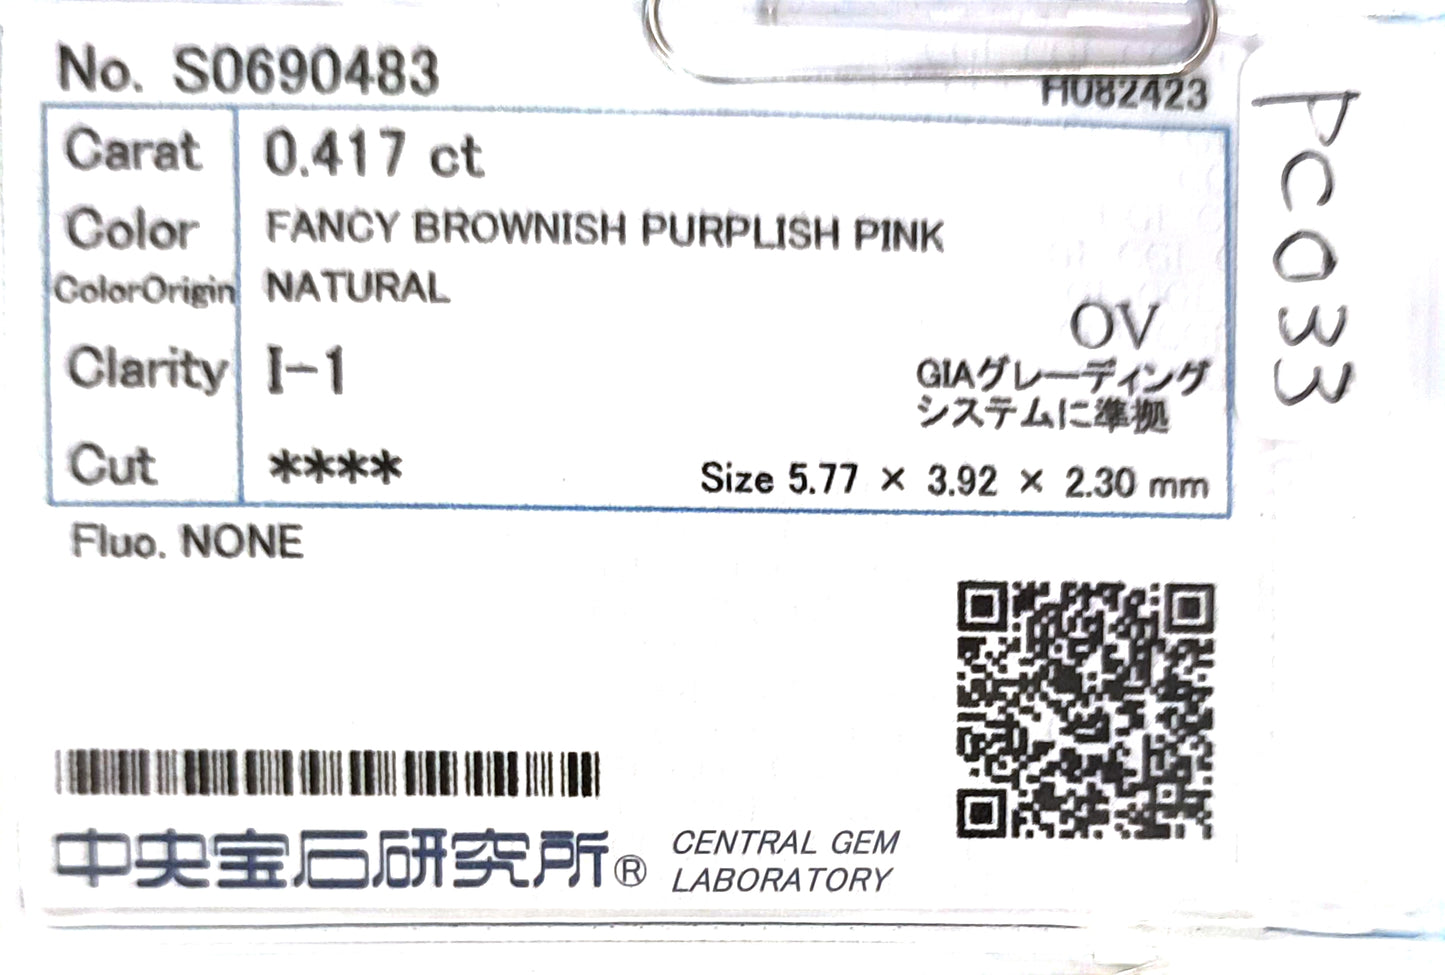 No. S0690483
H082423
Carat 0.417 ct
Color FANCY BROWNISH PURPLISH PINK
ColorOrigin NATURAL
Clarity I-1
OV
GIAグレーディング
システムに準拠
Cut ****
Size 5.77 × 3.92 × 2.30 mm
Fluo. NONE
中央宝石研究所®
CENTRAL GEM
LABORATORY
PC033